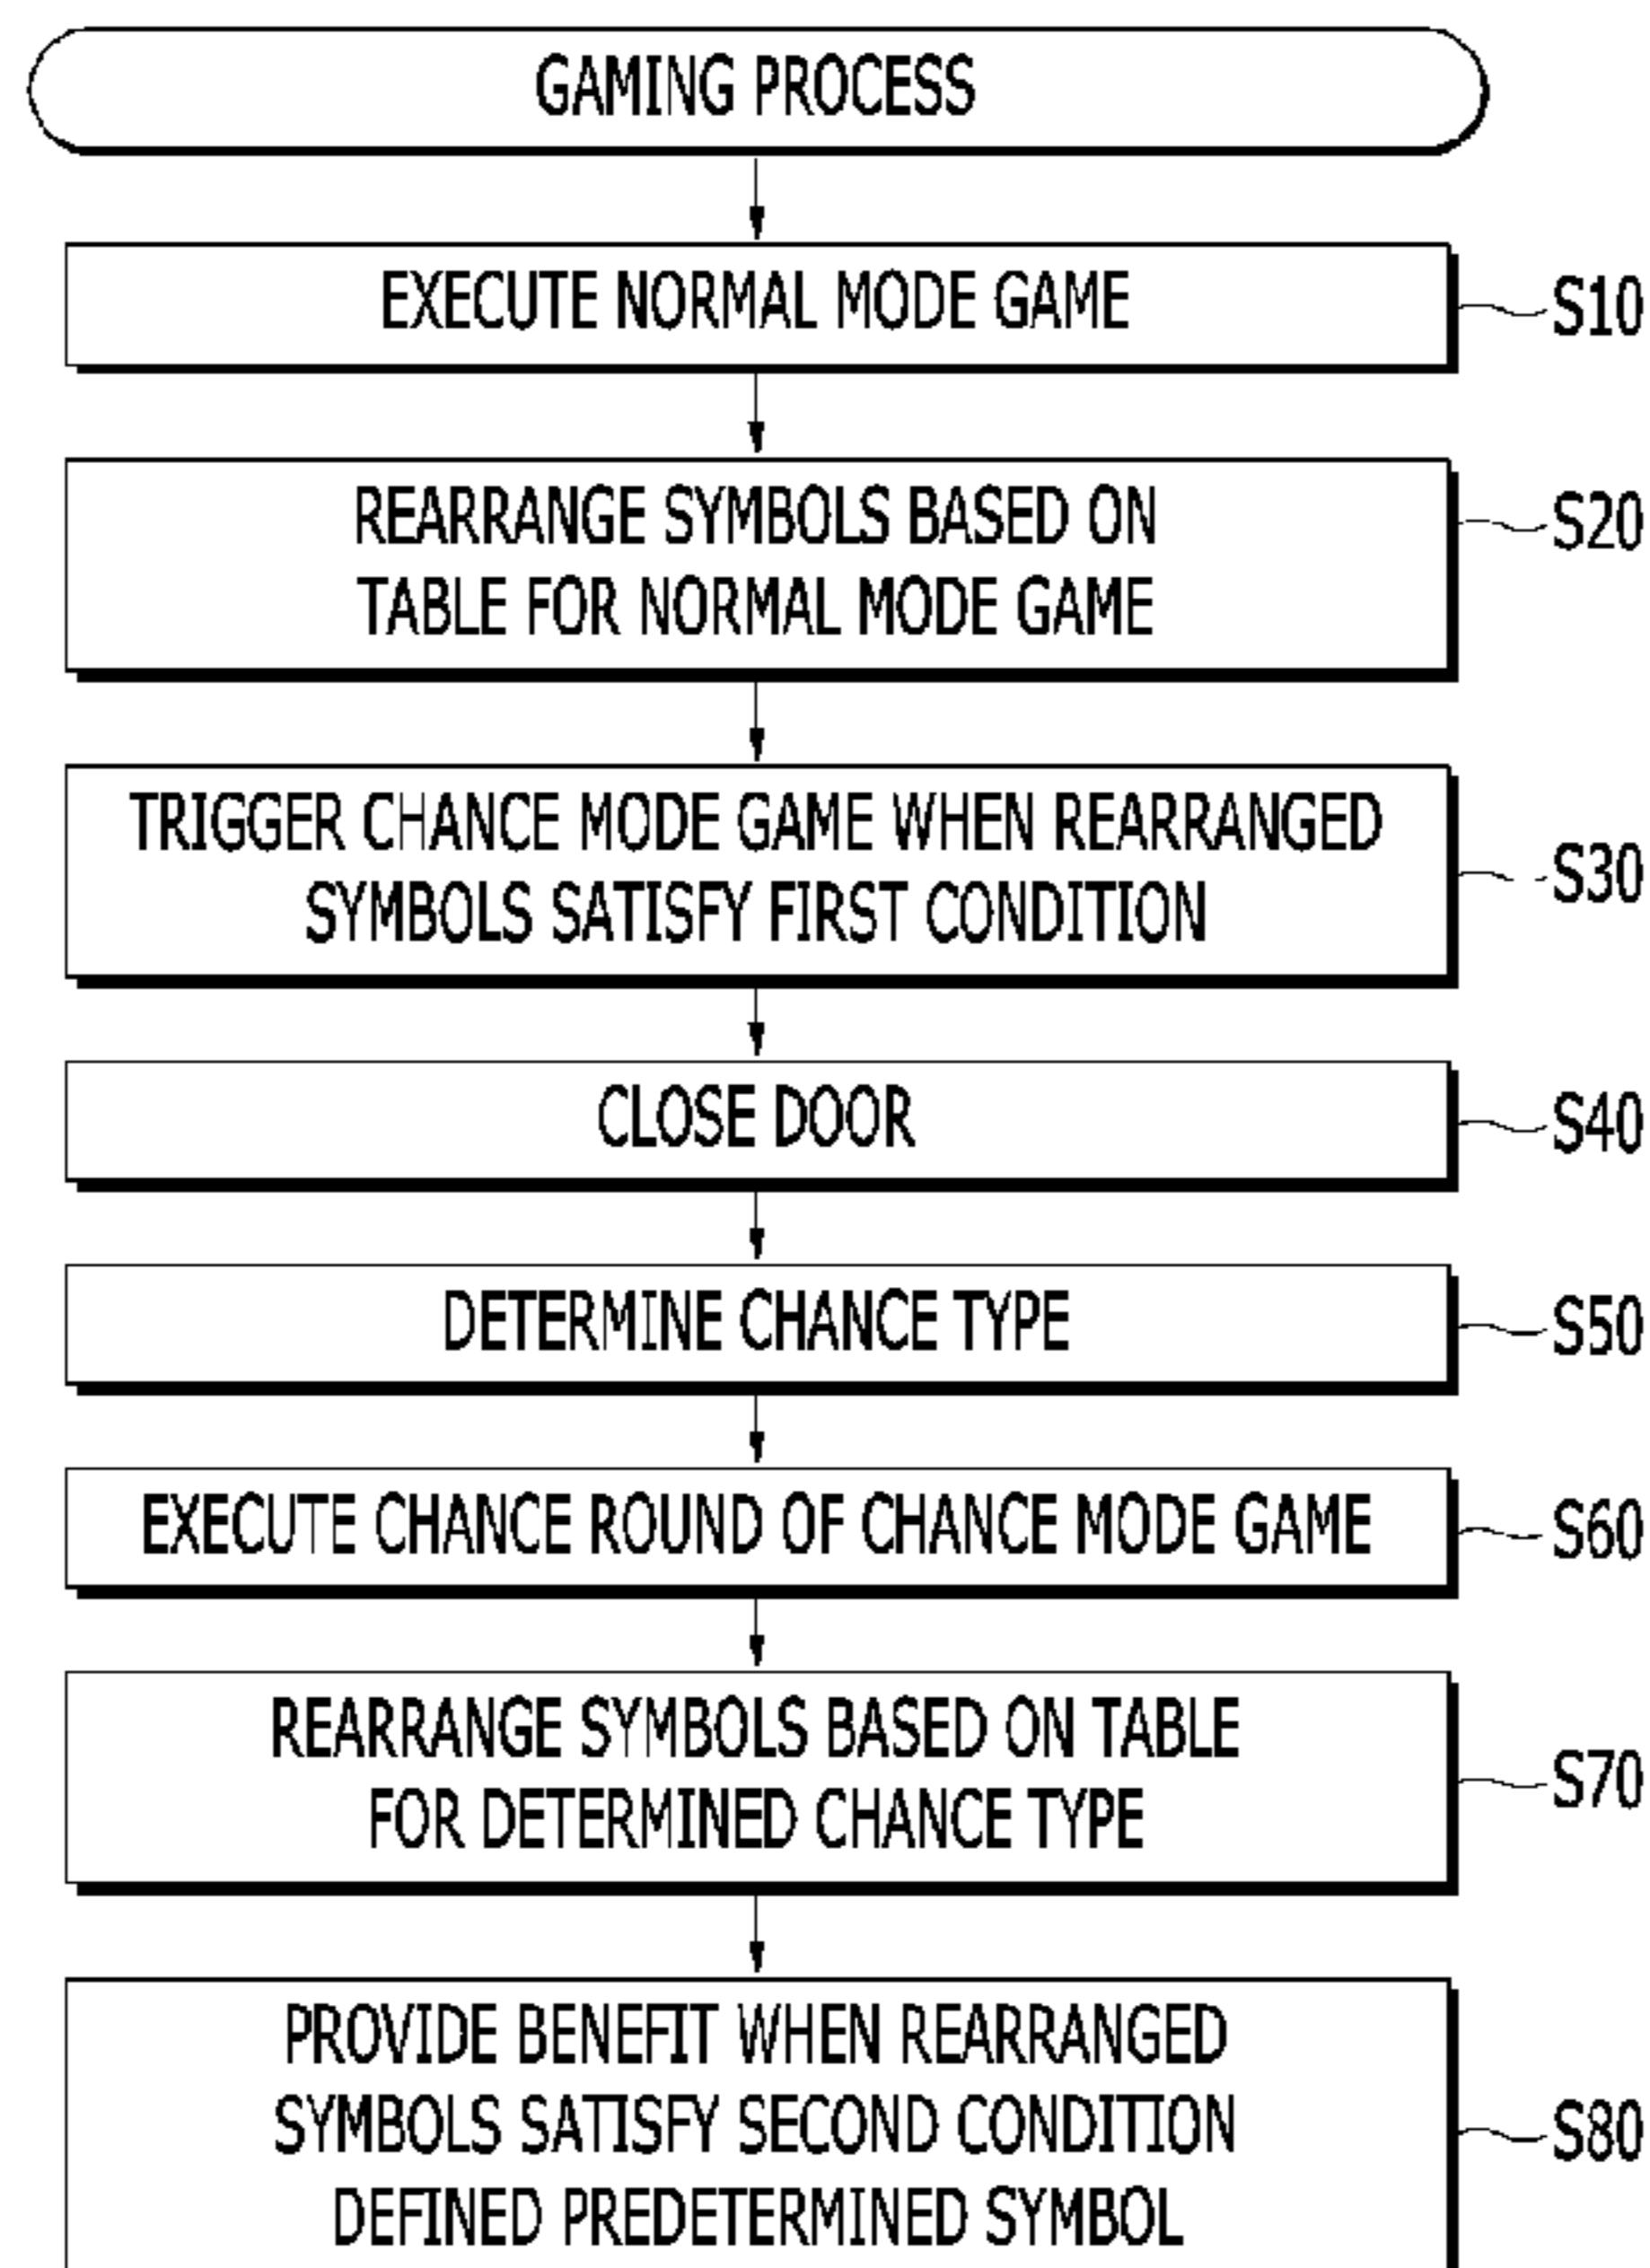 GAMING PROCESS
EXECUTE NORMAL MODE GAME
S10
REARRANGE SYMBOLS BASED ON
TABLE FOR NORMAL MODE GAME
S20
TRIGGER CHANCE MODE GAME WHEN REARRANGED
SYMBOLS SATISFY FIRST CONDITION
S30
CLOSE DOOR
S40
DETERMINE CHANCE TYPE
S50
EXECUTE CHANCE ROUND OF CHANCE MODE GAME
S60
REARRANGE SYMBOLS BASED ON TABLE
FOR DETERMINED CHANCE TYPE
S70
PROVIDE BENEFIT WHEN REARRANGED
SYMBOLS SATISFY SECOND CONDITION
DEFINED PREDETERMINED SYMBOL
S80